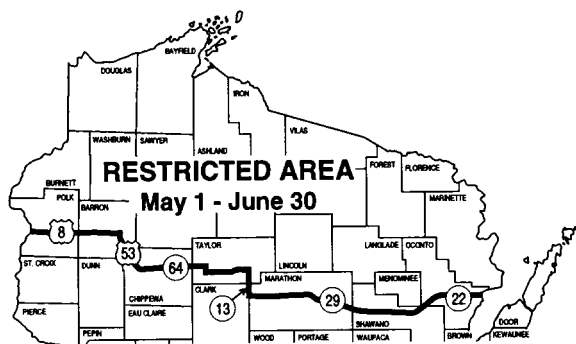 BAYFIELD
DOUGLAS
IRON
VILAS
WASHBURN SAWYER
ASHLAND
FOREST FLORENCE
RESTRICTED AREA
BURNETT
MARINETTE
POLK
May 1 - June 30
BARRON
8
TAYLOR
LANGLADE OCONTO
53
ST. CROIX
DUNN
64
LINCOLN
MARATHON
MENOMINEE
CLARK
CHIPPEWA
13
29
22
PIERCE
EAU CLAIRE
SHAWANO
DOOR
PEPIN
WOOD PORTAGE WAUPACA
BROWN KEWAUNEE